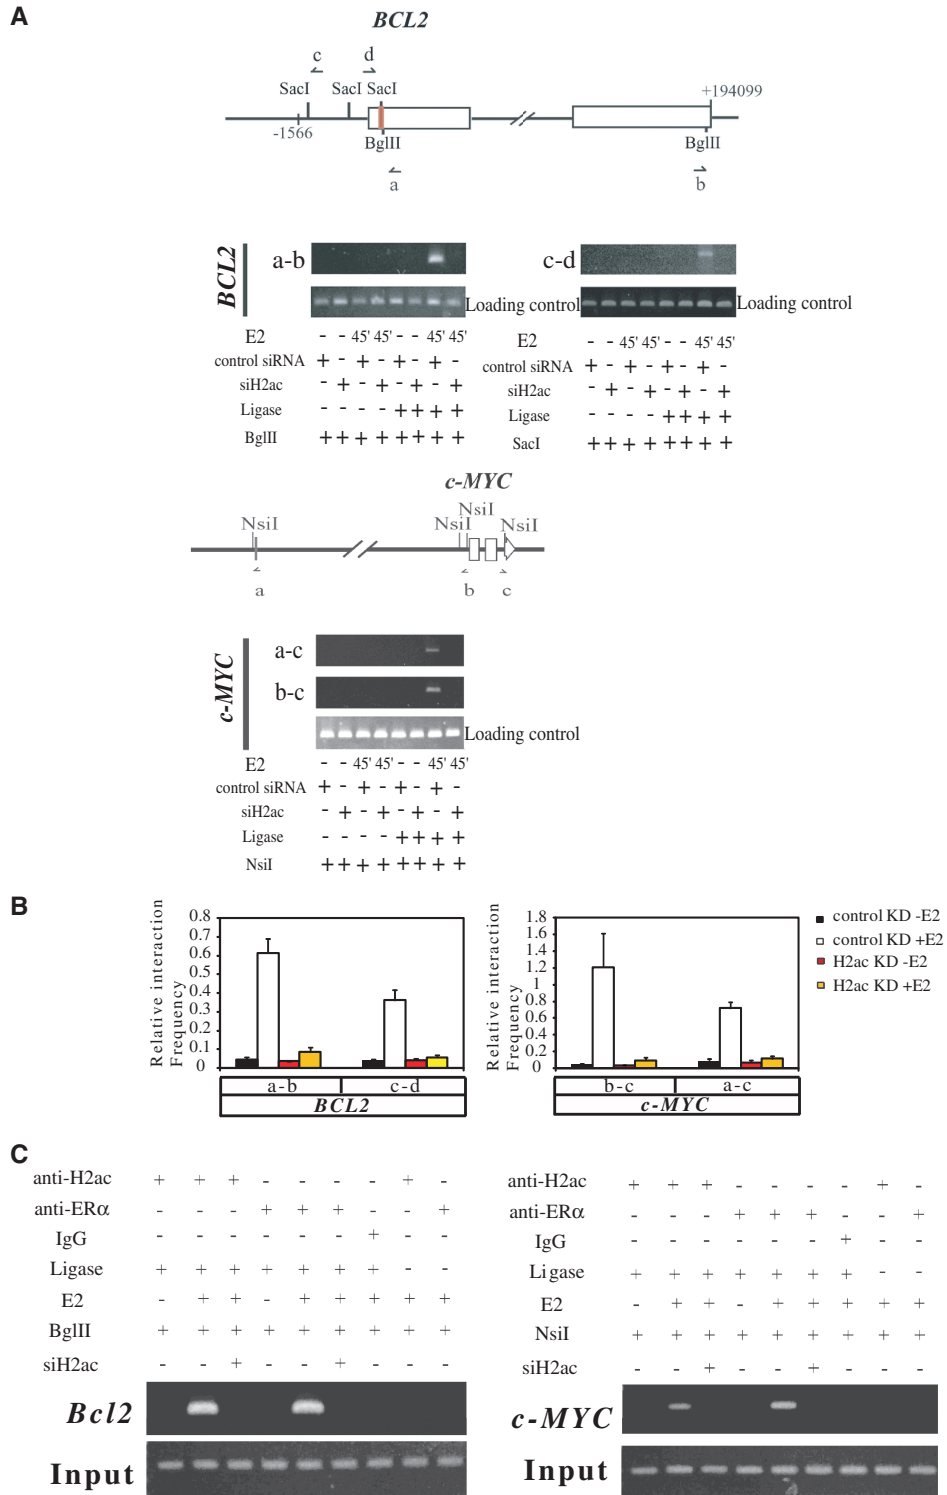 A
BCL2
c d
SacI SacI SacI
+194099
-1566
BglII BglII
a b
BCL2
a-b
Loading control
E2 - - 45' 45' - - 45' 45'
control siRNA + - + - + - + -
siH2ac - + - + - + - +
Ligase - - - - + + + +
BglII + + + + + + + +
c-d
Loading control
E2 - - 45' 45' - - 45' 45'
control siRNA + - + - + - + -
siH2ac - + - + - + - +
Ligase - - - - + + + +
SacI + + + + + + + +
c-MYC
NsiI
NsiI NsiI NsiI
a b c
c-MYC
a-c
b-c
Loading control
E2 - - 45' 45' - - 45' 45'
control siRNA + - + - + - + -
siH2ac - + - + - + - +
Ligase - - - - + + + +
NsiI + + + + + + + +
B
Relative interaction
Frequency
0.8
0.7
0.6
0.5
0.4
0.3
0.2
0.1
0
a-b c-d
BCL2
Relative interaction
Frequency
1.8
1.6
1.4
1.2
1
0.8
0.6
0.4
0.2
0
b-c a-c
c-MYC
control KD -E2
control KD +E2
H2ac KD -E2
H2ac KD +E2
C
anti-H2ac + + + - - - - + -
anti-ERα - - - + + + - - +
IgG - - - - - - + - -
Ligase + + + + + + + - -
E2 - + + - + + + + +
BglII + + + + + + + + +
siH2ac - - + - - + - - -
Bcl2
Input
anti-H2ac + + + - - - - + -
anti-ERα - - - + + + - - +
IgG - - - - - - + - -
Ligase + + + + + + + - -
E2 - + + - + + + + +
NsiI + + + + + + + + +
siH2ac - - + - - + - - -
c-MYC
Input